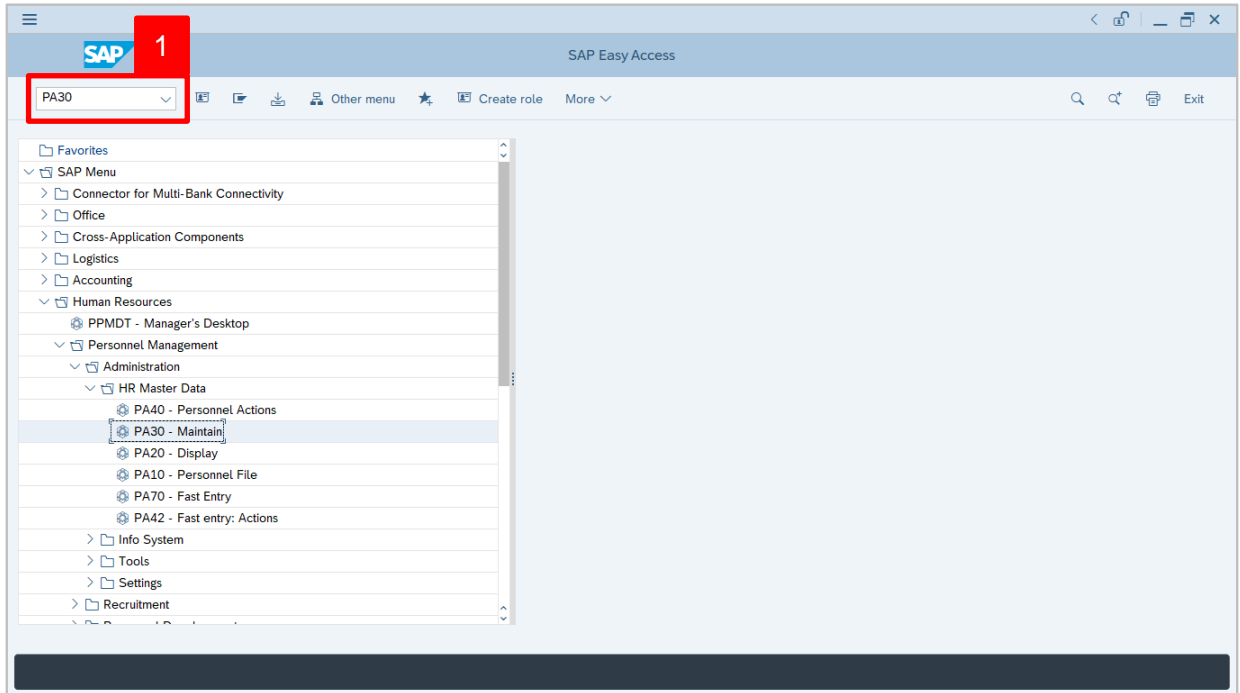 SAP
1
SAP Easy Access
PA30
Other menu
Create role
More
Exit
Favorites
SAP Menu
Connector for Multi-Bank Connectivity
Office
Cross-Application Components
Logistics
Accounting
Human Resources
PPMDT - Manager's Desktop
Personnel Management
Administration
HR Master Data
PA40 - Personnel Actions
PA30 - Maintain
PA20 - Display
PA10 - Personnel File
PA70 - Fast Entry
PA42 - Fast entry: Actions
Info System
Tools
Settings
Recruitment